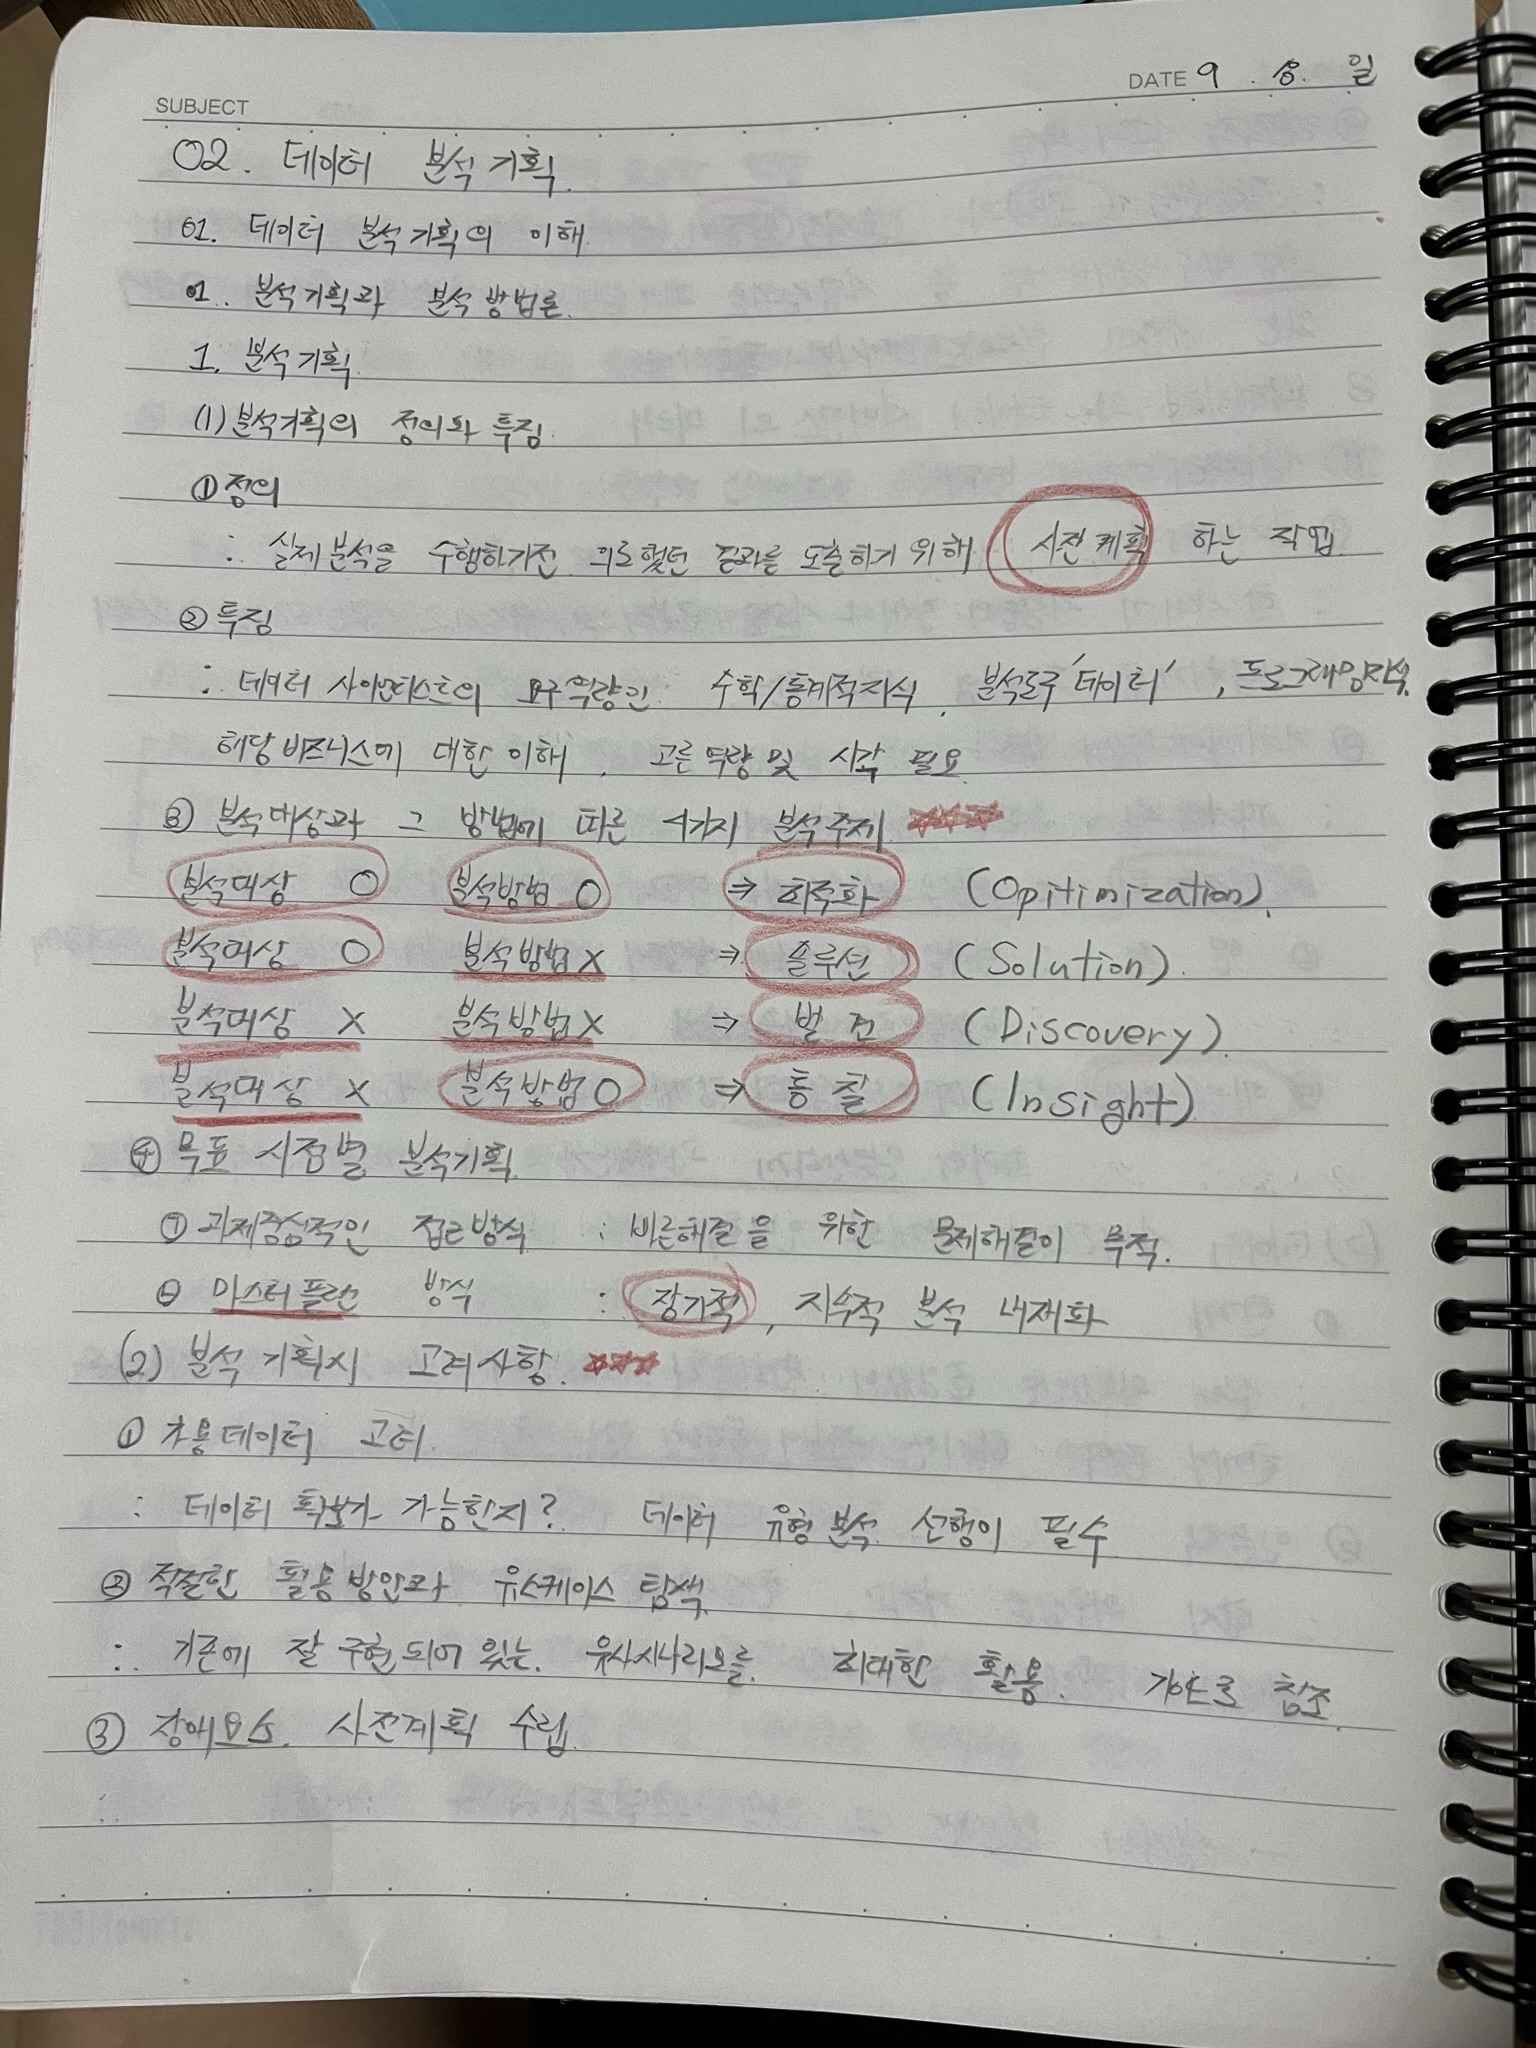 SUBJECT
DATE 9 . 8. 일
02. 데이터 분석기획.
01. 데이터 분석기획의 이해
01. 분석기획과 분석방법론.
1. 분석기획.
(1) 분석기획의 정의와 특징.
① 정의
: 실제분석을 수행하기전 의도했던 결과를 도출하기 위해 사전계획 하는 작업
② 특징
: 데이터 사이언티스트의 요구역량인 수학/통계적지식, 분석도구 '데이터', 프로그래밍지식.
해당비즈니스에 대한 이해, 고른역량 및 시각 필요.
③ 분석대상과 그 방법에 따른 4가지 분석주제 ☆☆☆
분석대상 O 분석방법 O ⇒ 최적화 (Opitimization).
분석대상 O 분석방법 X ⇒ 솔루션 (Solution).
분석대상 X 분석방법 X ⇒ 발견 (Discovery).
분석대상 X 분석방법 O ⇒ 통찰 (Insight)
④ 목표 시점별 분석기획.
㉠ 과제중심적인 접근방식 : 빠른해결을 위한 문제해결이 목적.
㉡ 마스터플랜 방식 : 장기적, 지속적 분석 내재화
(2) 분석 기획시 고려사항. ☆☆☆
① 가용데이터 고려.
: 데이터 확보가 가능한지? 데이터 유형분석 선행이 필수
② 적절한 활용방안과 유스케이스 탐색.
: 기존에 잘 구현되어 있는. 유사시나리오를. 최대한 활용. 가이드로 참조.
③ 장애요소. 사전계획 수립.
: